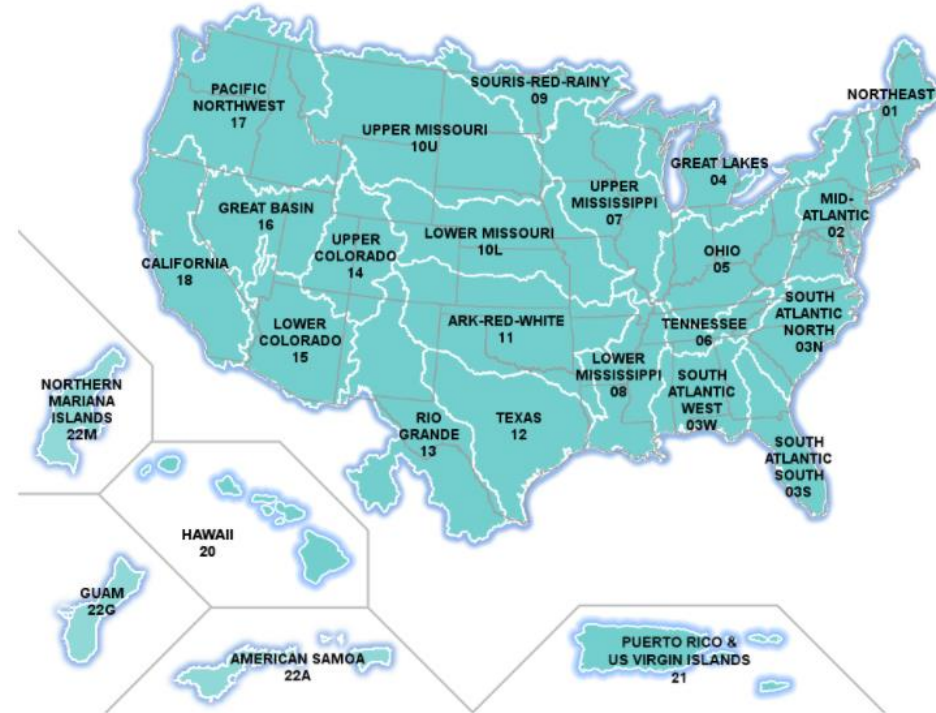 PACIFIC
NORTHWEST
17
SOURIS-RED-RAINY
09
NORTHEAST
01
UPPER MISSOURI
10U
GREAT LAKES
04
UPPER
MISSISSIPPI
07
MID-
ATLANTIC
02
GREAT BASIN
16
LOWER MISSOURI
10L
UPPER
COLORADO
14
OHIO
05
CALIFORNIA
18
SOUTH
ATLANTIC
NORTH
03N
ARK-RED-WHITE
11
TENNESSEE
06
LOWER
COLORADO
15
LOWER
MISSISSIPPI
08
SOUTH
ATLANTIC
WEST
03W
NORTHERN
MARIANA
ISLANDS
22M
RIO
GRANDE
13
TEXAS
12
SOUTH
ATLANTIC
SOUTH
03S
HAWAII
20
GUAM
22G
AMERICAN SAMOA
22A
PUERTO RICO &
US VIRGIN ISLANDS
21